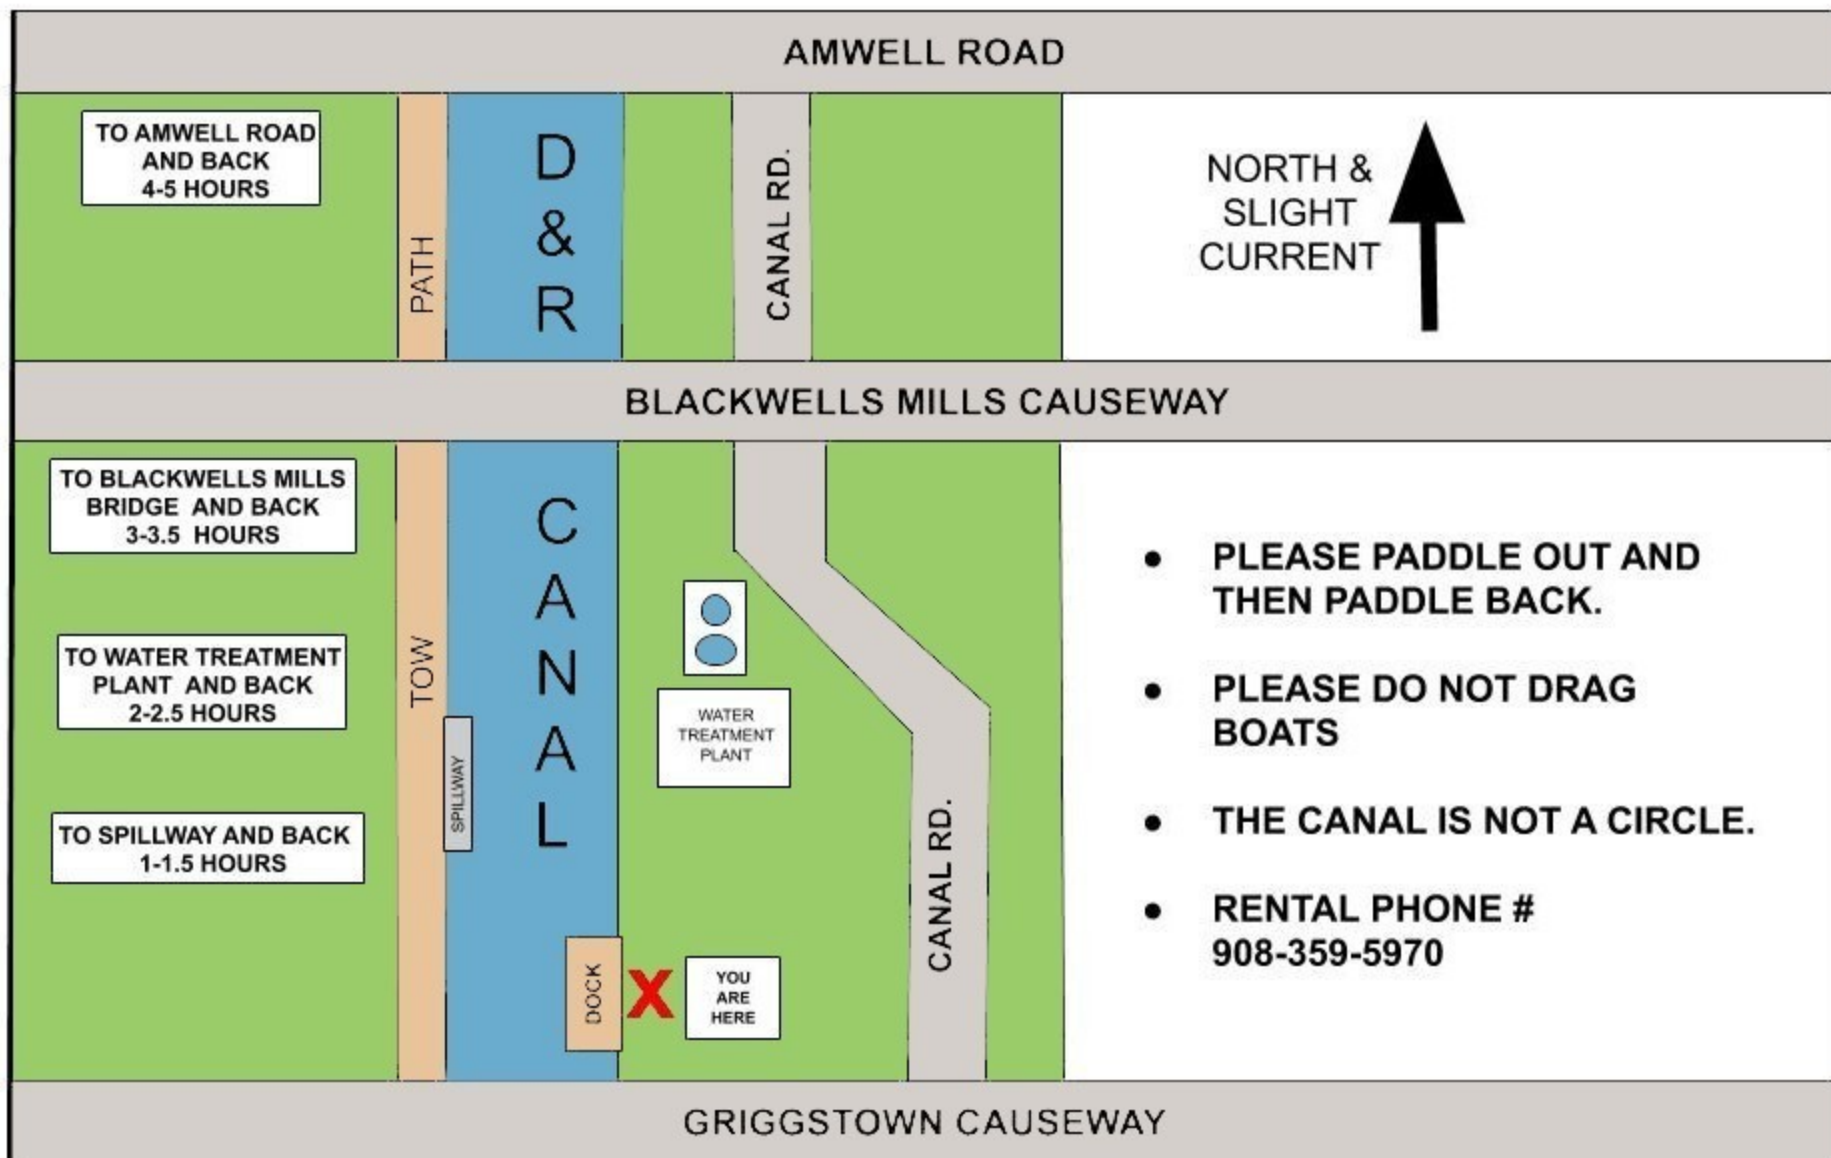 AMWELL ROAD
TO AMWELL ROAD
AND BACK
4-5 HOURS
PATH
D
&
R
CANAL RD.
NORTH &
SLIGHT
CURRENT
BLACKWELLS MILLS CAUSEWAY
TO BLACKWELLS MILLS
BRIDGE AND BACK
3-3.5 HOURS
TO WATER TREATMENT
PLANT AND BACK
2-2.5 HOURS
TO SPILLWAY AND BACK
1-1.5 HOURS
TOW
SPILLWAY
C
A
N
A
L
WATER
TREATMENT
PLANT
DOCK
X
YOU
ARE
HERE
CANAL RD.
• PLEASE PADDLE OUT AND
THEN PADDLE BACK.
• PLEASE DO NOT DRAG
BOATS
• THE CANAL IS NOT A CIRCLE.
• RENTAL PHONE #
908-359-5970
GRIGGSTOWN CAUSEWAY